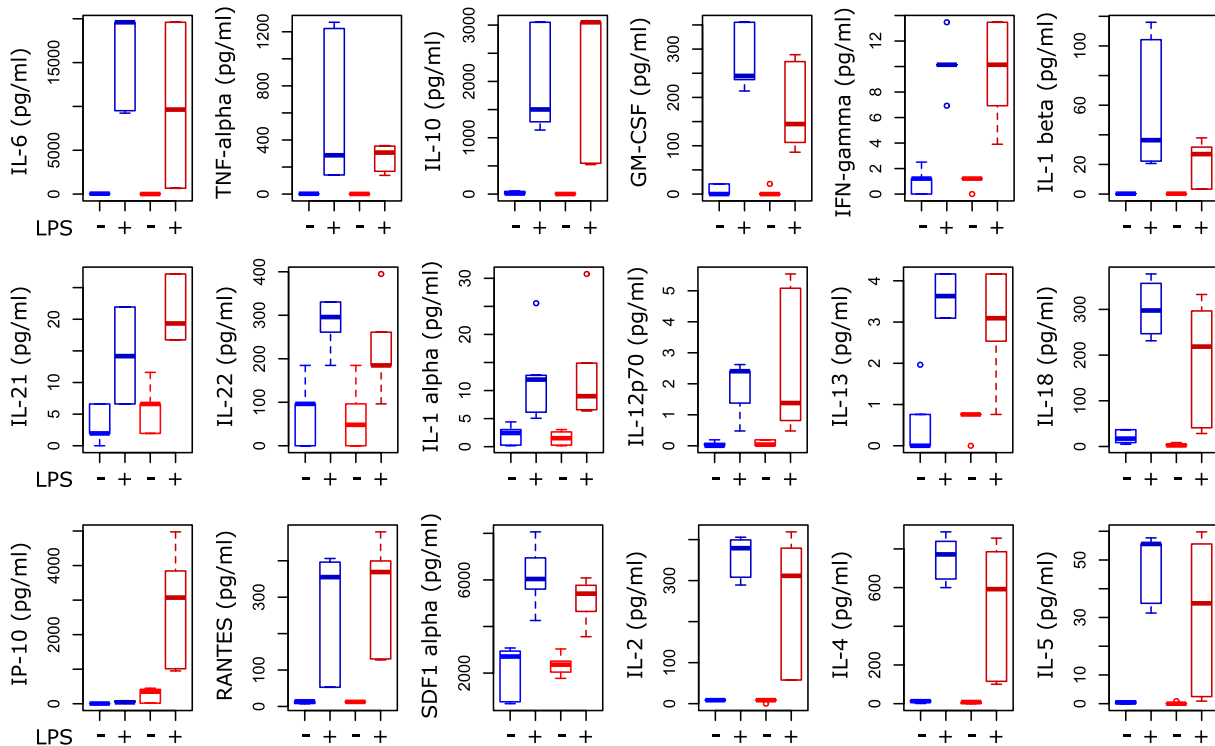 IL-6 (pg/ml)
0 5000 15000
TNF-alpha (pg/ml)
0 400 800 1200
IL-10 (pg/ml)
0 1000 2000 3000
GM-CSF (pg/ml)
0 100 300
IFN-gamma (pg/ml)
0 2 4 6 8 10 12
IL-1 beta (pg/ml)
0 20 60 100
LPS - + - + - + - + - + - + - + - + - + - + - + - +
IL-21 (pg/ml)
0 5 10 20
IL-22 (pg/ml)
0 100 200 300 400
IL-1 alpha (pg/ml)
0 5 10 20 30
IL-12p70 (pg/ml)
0 1 2 3 4 5
IL-13 (pg/ml)
0 1 2 3 4
IL-18 (pg/ml)
0 100 200 300
LPS - + - + - + - + - + - + - + - + - + - + - + - +
IP-10 (pg/ml)
0 2000 4000
RANTES (pg/ml)
0 100 300
SDF1 alpha (pg/ml)
2000 6000
IL-2 (pg/ml)
0 100 300
IL-4 (pg/ml)
0 200 600
IL-5 (pg/ml)
0 10 30 50
LPS - + - + - + - + - + - + - + - + - + - + - + - +